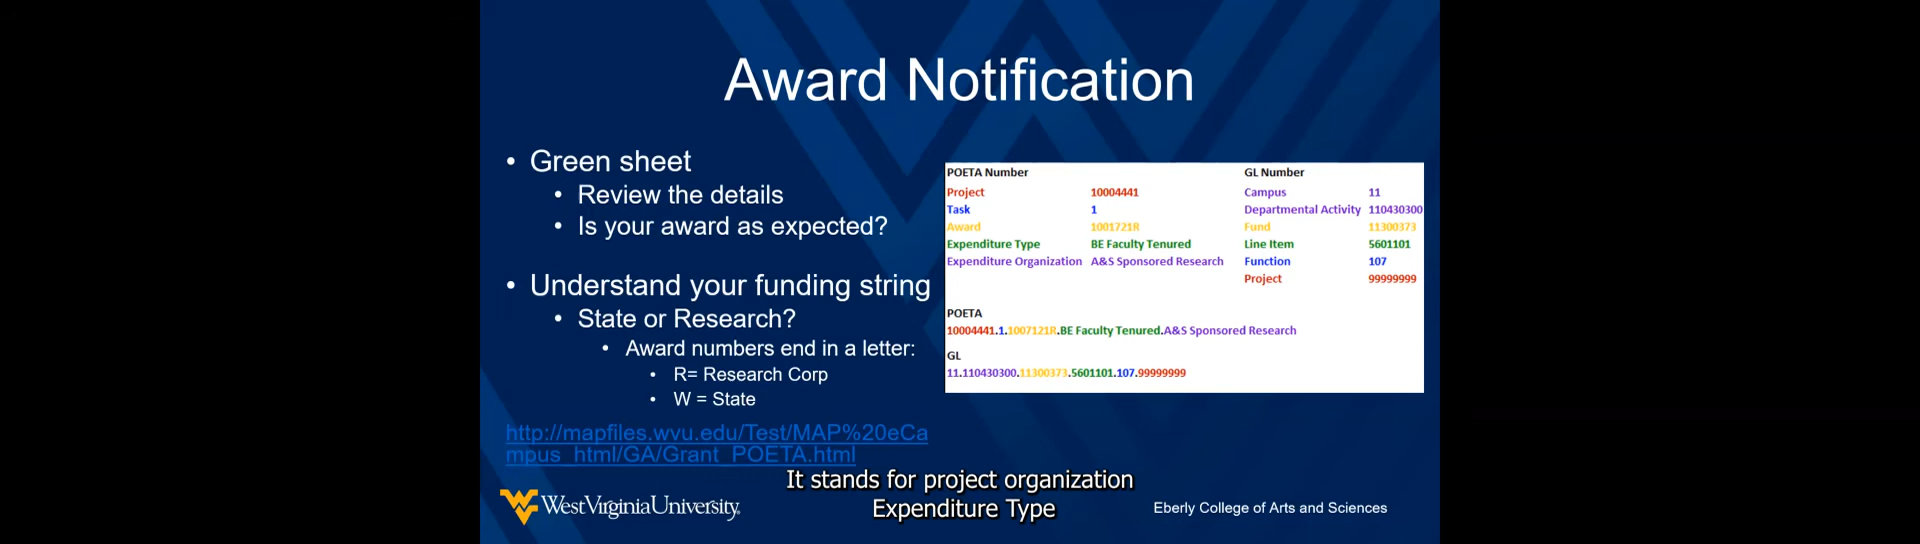 Award Notification
• Green sheet
• Review the details
• Is your award as expected?
• Understand your funding string
• State or Research?
• Award numbers end in a letter:
• R= Research Corp
• W = State
http://mapfiles.wvu.edu/Test/MAP%20eCa
mpus_html/GA/Grant_POETA.html
POETA Number
Project 10004441
Task 1
Award 1001721R
Expenditure Type BE Faculty Tenured
Expenditure Organization A&S Sponsored Research
GL Number
Campus 11
Departmental Activity 110430300
Fund 11300373
Line Item 5601101
Function 107
Project 99999999
POETA
10004441.1.1007121R.BE Faculty Tenured.A&S Sponsored Research
GL
11.110430300.11300373.5601101.107.99999999
It stands for project organization
Expenditure Type
WestVirginiaUniversity.
Eberly College of Arts and Sciences